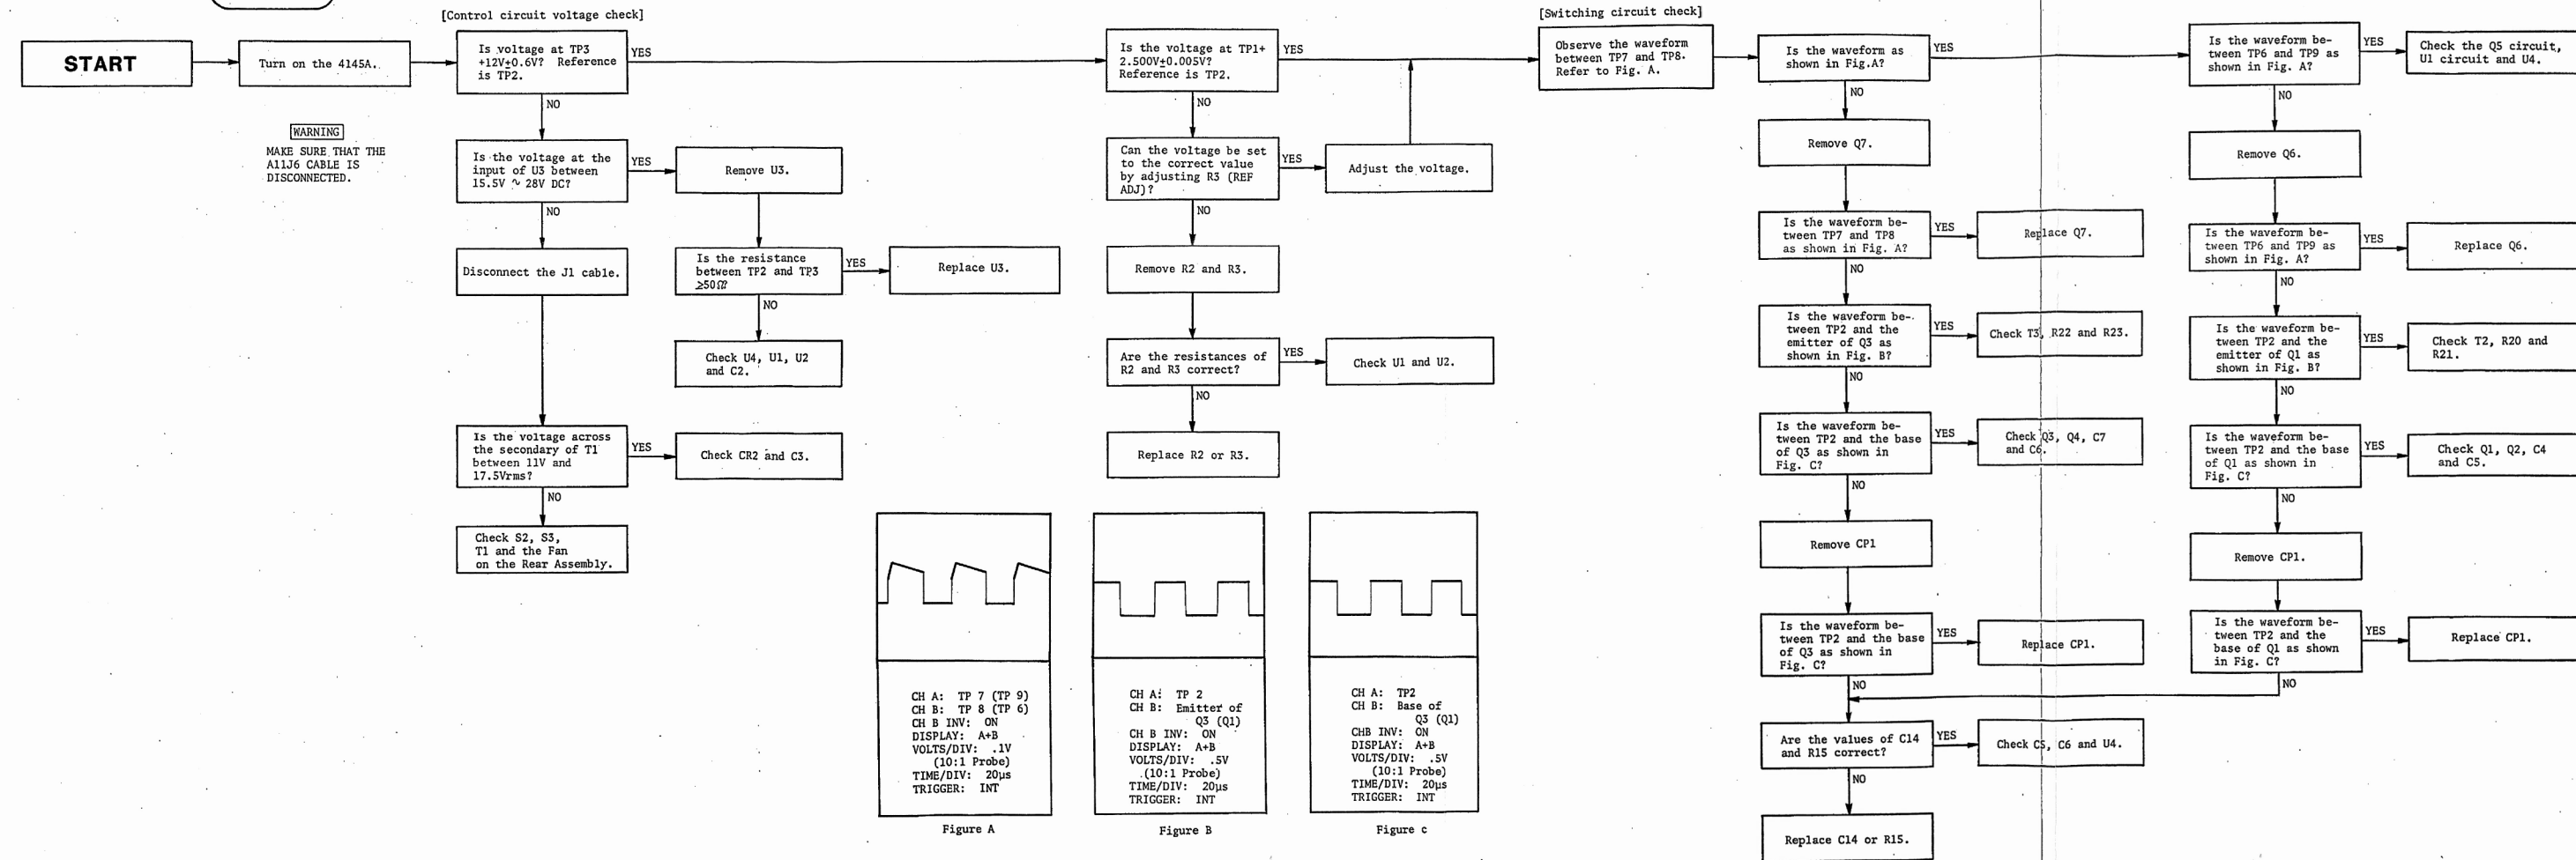 [Control circuit voltage check]
[Switching circuit check]
START
Turn on the 4145A.
WARNING
MAKE SURE THAT THE
A11J6 CABLE IS
DISCONNECTED.
Is voltage at TP3
+12V±0.6V? Reference
is TP2.
YES
NO
Is the voltage at the
input of U3 between
15.5V ~ 28V DC?
YES
NO
Remove U3.
Disconnect the J1 cable.
Is the resistance
between TP2 and TP3
≥50Ω?
YES
NO
Replace U3.
Check U4, U1, U2
and C2.
Is the voltage across
the secondary of T1
between 11V and
17.5Vrms?
YES
NO
Check CR2 and C3.
Check S2, S3,
T1 and the Fan
on the Rear Assembly.
Is the voltage at TP1+
2.500V±0.005V?
Reference is TP2.
YES
NO
Can the voltage be set
to the correct value
by adjusting R3 (REF
ADJ)?
YES
NO
Adjust the voltage.
Remove R2 and R3.
Are the resistances of
R2 and R3 correct?
YES
NO
Check U1 and U2.
Replace R2 or R3.
CH A: TP 7 (TP 9)
CH B: TP 8 (TP 6)
CH B INV: ON
DISPLAY: A+B
VOLTS/DIV: .1V
(10:1 Probe)
TIME/DIV: 20µs
TRIGGER: INT
Figure A
CH A: TP 2
CH B: Emitter of
Q3 (Q1)
CH B INV: ON
DISPLAY: A+B
VOLTS/DIV: .5V
(10:1 Probe)
TIME/DIV: 20µs
TRIGGER: INT
Figure B
CH A: TP2
CH B: Base of
Q3 (Q1)
CHB INV: ON
DISPLAY: A+B
VOLTS/DIV: .5V
(10:1 Probe)
TIME/DIV: 20µs
TRIGGER: INT
Figure c
Observe the waveform
between TP7 and TP8.
Refer to Fig. A.
Is the waveform as
shown in Fig.A?
YES
NO
Remove Q7.
Is the waveform be-
tween TP7 and TP8
as shown in Fig. A?
YES
NO
Replace Q7.
Is the waveform be-
tween TP2 and the
emitter of Q3 as
shown in Fig. B?
YES
NO
Check T3, R22 and R23.
Is the waveform be-
tween TP2 and the base
of Q3 as shown in
Fig. C?
YES
NO
Check Q3, Q4, C7
and C6.
Remove CP1
Is the waveform be-
tween TP2 and the base
of Q3 as shown in
Fig. C?
YES
NO
Replace CP1.
Are the values of C14
and R15 correct?
YES
NO
Check C5, C6 and U4.
Replace C14 or R15.
Is the waveform be-
tween TP6 and TP9 as
shown in Fig. A?
YES
NO
Check the Q5 circuit,
U1 circuit and U4.
Remove Q6.
Is the waveform be-
tween TP6 and TP9 as
shown in Fig. A?
YES
NO
Replace Q6.
Is the waveform be-
tween TP2 and the
emitter of Q1 as
shown in Fig. B?
YES
NO
Check T2, R20 and
R21.
Is the waveform be-
tween TP2 and the base
of Q1 as shown in
Fig. C?
YES
NO
Check Q1, Q2, C4
and C5.
Remove CP1.
Is the waveform be-
tween TP2 and the
base of Q1 as shown
in Fig. C?
YES
NO
Replace CP1.